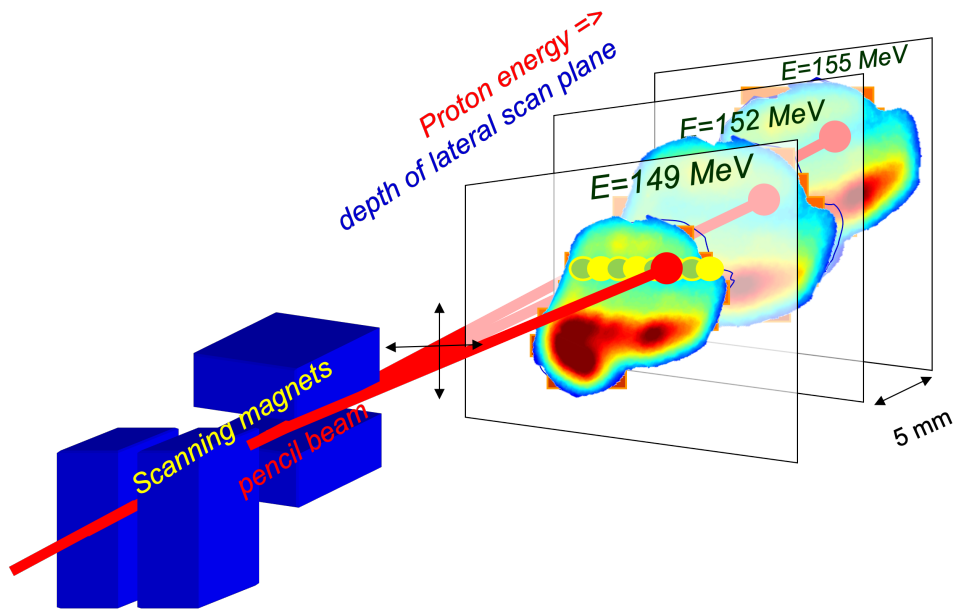 Proton energy =>
depth of lateral scan plane
E=155 MeV
E=152 MeV
E=149 MeV
Scanning magnets
pencil beam
5 mm